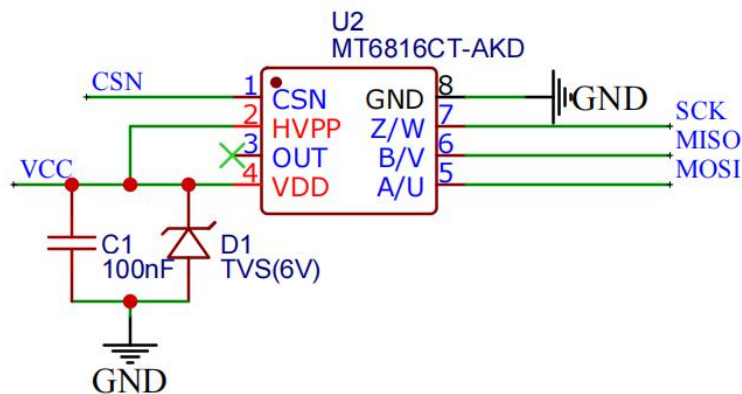 U2
MT6816CT-AKD
CSN
1
CSN
GND
8
GND
2
HVPP
Z/W
7
SCK
3
OUT
B/V
6
MISO
VCC
4
VDD
A/U
5
MOSI
C1
100nF
D1
TVS(6V)
GND